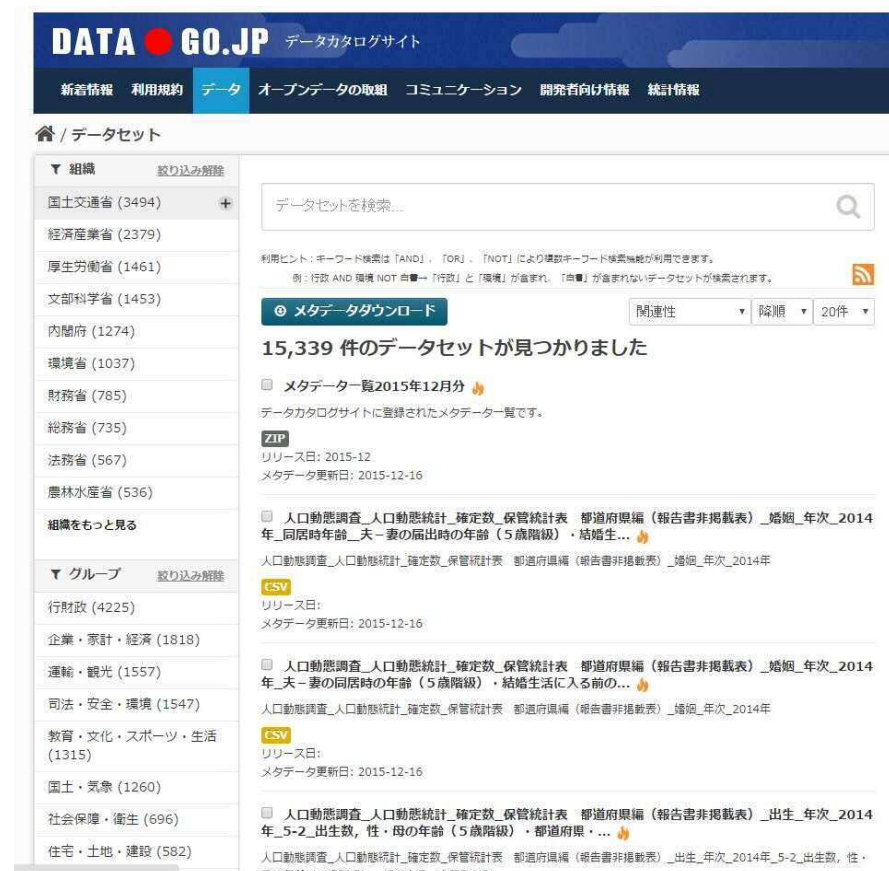 DATA GO.JP データカタログサイト
新着情報 利用規約 データ オープンデータの取組 コミュニケーション 開発者向け情報 統計情報
/ データセット
▼ 組織 絞り込み解除
国土交通省 (3494) +
経済産業省 (2379)
厚生労働省 (1461)
文部科学省 (1453)
内閣府 (1274)
環境省 (1037)
財務省 (785)
総務省 (735)
法務省 (567)
農林水産省 (536)
組織をもっと見る
▼ グループ 絞り込み解除
行財政 (4225)
企業・家計・経済 (1818)
運輸・観光 (1557)
司法・安全・環境 (1547)
教育・文化・スポーツ・生活
(1315)
国土・気象 (1260)
社会保障・衛生 (696)
住宅・土地・建設 (582)
データセットを検索...
利用ヒント：キーワード検索は「AND」、「OR」、「NOT」により複数キーワード検索機能が利用できます。
例：行政 AND 環境 NOT 白書→「行政」と「環境」が含まれ、「白書」が含まれないデータセットが検索されます。
メタデータダウンロード
関連性 ▼ 降順 ▼ 20件 ▼
15,339 件のデータセットが見つかりました
メタデータ一覧2015年12月分
データカタログサイトに登録されたメタデータ一覧です。
ZIP
リリース日: 2015-12
メタデータ更新日: 2015-12-16
人口動態調査_人口動態統計_確定数_保管統計表 都道府県編（報告書非掲載表）_婚姻_年次_2014
年_同居時年齢_夫－妻の届出時の年齢（５歳階級）・結婚生...
人口動態調査_人口動態統計_確定数_保管統計表 都道府県編（報告書非掲載表）_婚姻_年次_2014年
CSV
リリース日:
メタデータ更新日: 2015-12-16
人口動態調査_人口動態統計_確定数_保管統計表 都道府県編（報告書非掲載表）_婚姻_年次_2014
年_夫－妻の同居時の年齢（５歳階級）・結婚生活に入る前の...
人口動態調査_人口動態統計_確定数_保管統計表 都道府県編（報告書非掲載表）_婚姻_年次_2014年
CSV
リリース日:
メタデータ更新日: 2015-12-16
人口動態調査_人口動態統計_確定数_保管統計表 都道府県編（報告書非掲載表）_出生_年次_2014
年_5-2_出生数，性・母の年齢（５歳階級）・都道府県・...
人口動態調査_人口動態統計_確定数_保管統計表 都道府県編（報告書非掲載表）_出生_年次_2014年_5-2_出生数，性・